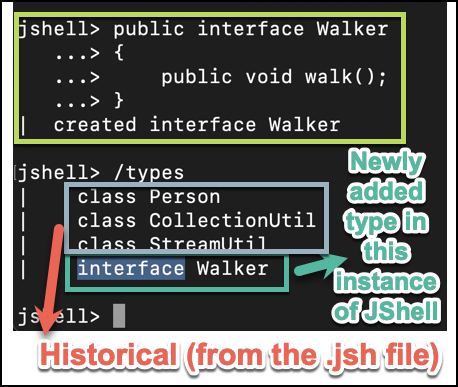 jshell> public interface Walker
...> {
...>     public void walk();
...> }
|  created interface Walker
jshell> /types
|    class Person
|    class CollectionUtil
|    class StreamUtil
|    interface Walker
jshell>
Newly
added
type in
this
instance
of JShell
Historical (from the .jsh file)